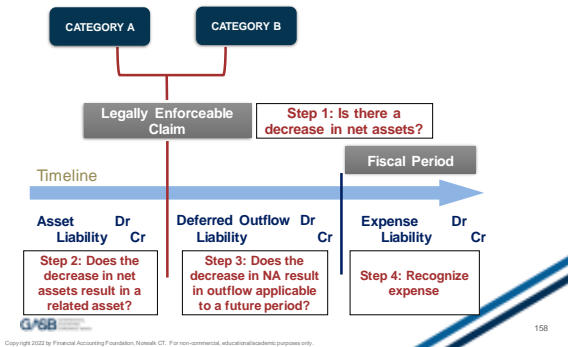 CATEGORY A
CATEGORY B
Legally Enforceable
Claim
Step 1: Is there a
decrease in net assets?
Fiscal Period
Timeline
Asset Dr
Liability Cr
Deferred Outflow Dr
Liability Cr
Expense Dr
Liability Cr
Step 2: Does the
decrease in net
assets result in a
related asset?
Step 3: Does the
decrease in NA result
in outflow applicable
to a future period?
Step 4: Recognize
expense
GASB
158
Copyright 2022 by Financial Accounting Foundation, Norwalk CT. For non-commercial, educational/academic purposes only.